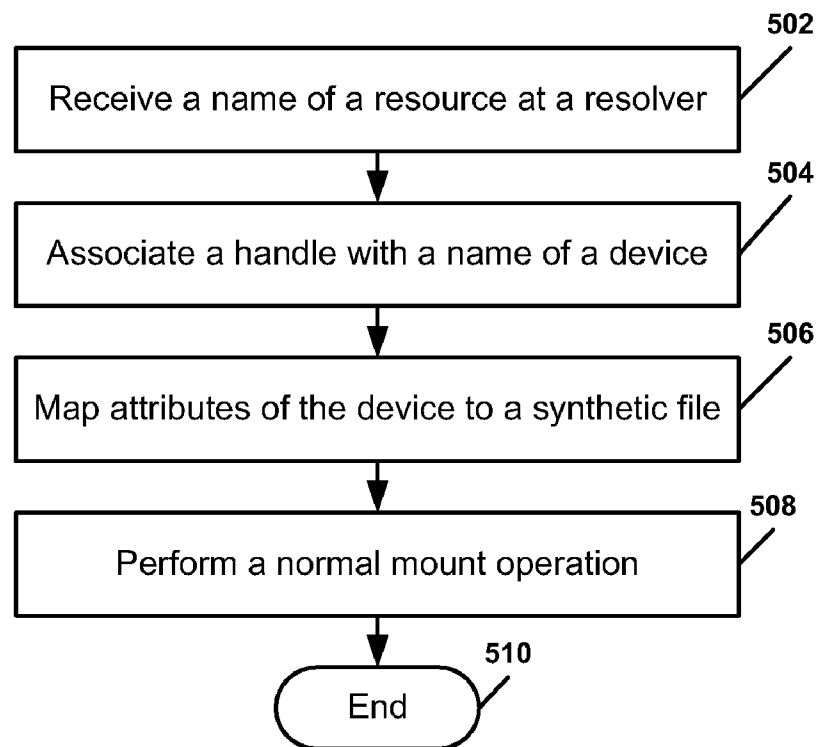 502
Receive a name of a resource at a resolver
504
Associate a handle with a name of a device
506
Map attributes of the device to a synthetic file
508
Perform a normal mount operation
510
End